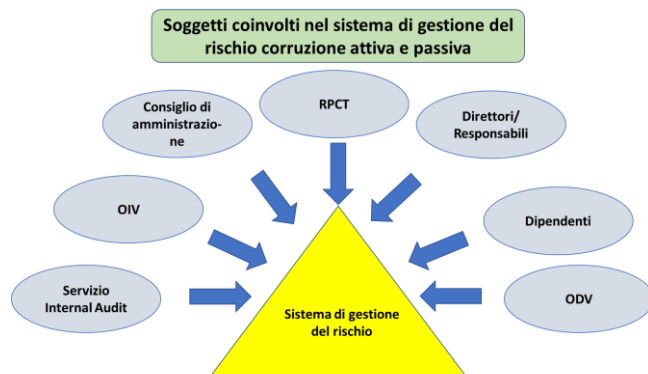 Soggetti coinvolti nel sistema di gestione del
rischio corruzione attiva e passiva
Consiglio di
amministrazio-
ne
RPCT
Direttori/
Responsabili
OIV
Dipendenti
Servizio
Internal Audit
ODV
Sistema di gestione
del rischio